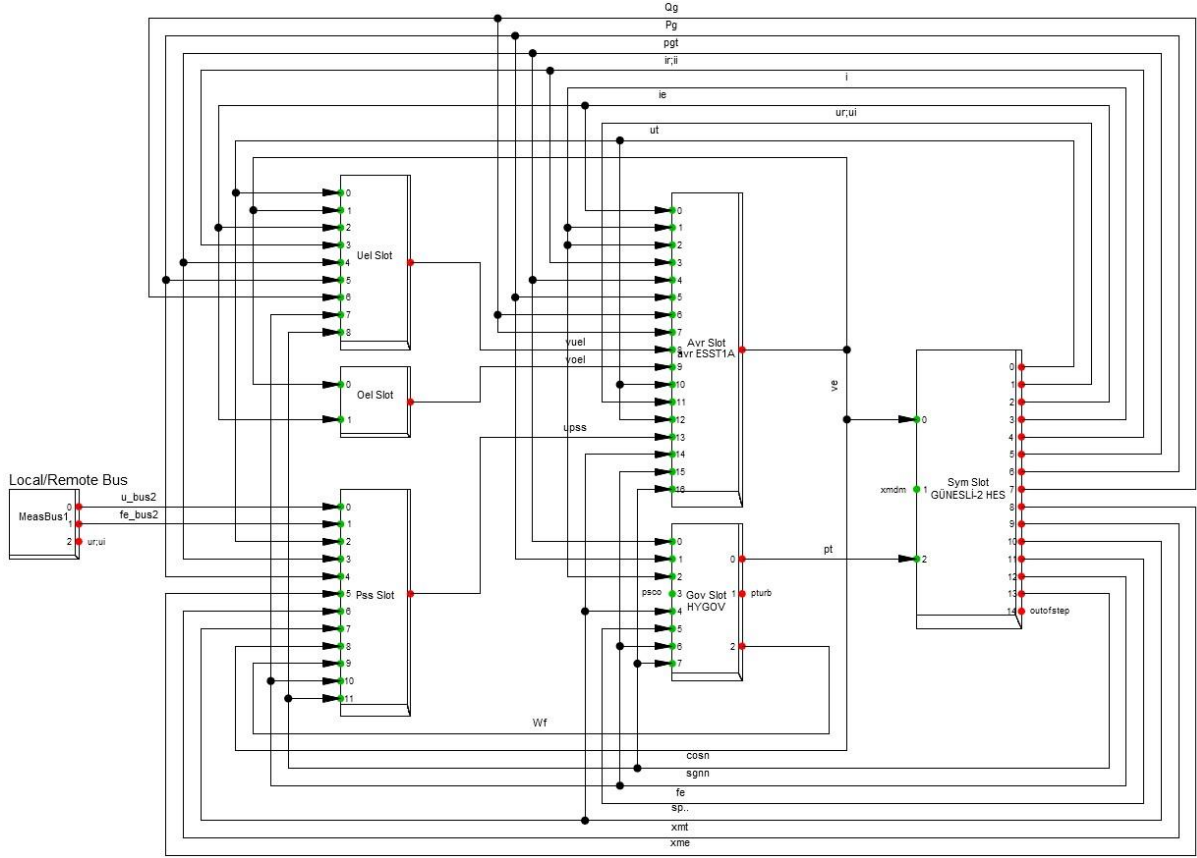 Qg
Pg
pgt
ir;ii
i
ie
ur;ui
ut
0
1
2
3
4
5
6
7
8
Uel Slot
vuel
voel
0
1
Oel Slot
upss
0
1
2
3
4
5
6
7
8
9
10
11
12
13
14
15
16
Avr Slot
avr ESST1A
ve
Local/Remote Bus
MeasBus1
0
1
2
ur;ui
u_bus2
fe_bus2
0
1
2
3
4
5
6
7
8
9
10
11
Pss Slot
0
1
2
3
4
5
6
7
psco
Gov Slot
HYGOV
0
1
2
pturb
pt
0
1
2
xmdm
Sym Slot
GÜNESLİ-2 HES
0
1
2
3
4
5
6
7
8
9
10
11
12
13
14
outofstep
Wf
cosn
sgnn
fe
sp..
xmt
xme